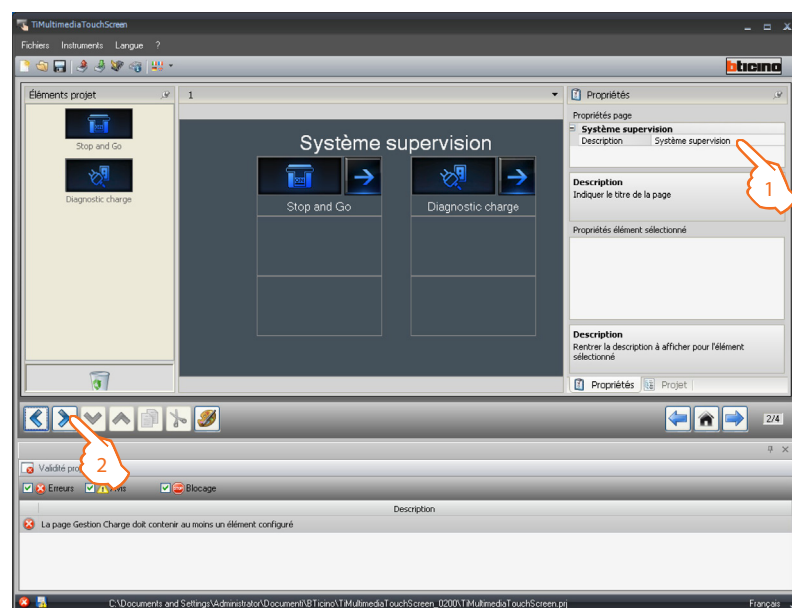 TiMultimediaTouchScreen
Fichiers Instruments Langue ?
bticino
Éléments projet
Stop and Go
Diagnostic charge
1
Système supervision
Stop and Go
Diagnostic charge
Propriétés
Propriétés page
Système supervision
Description Système supervision
1
Description
Indiquer le titre de la page
Propriétés élément sélectionné
Description
Rentrer la description à afficher pour l'élément
sélectionné
Propriétés Projet
2/4
2
Validité
Erreurs
Blocage
Description
La page Gestion Charge doit contenir au moins un élément configuré
C:\Documents and Settings\Administrator\Documenti\BTicino\TiMultimediaTouchScreen_0200\TiMultimediaTouchScreen.prj
Français